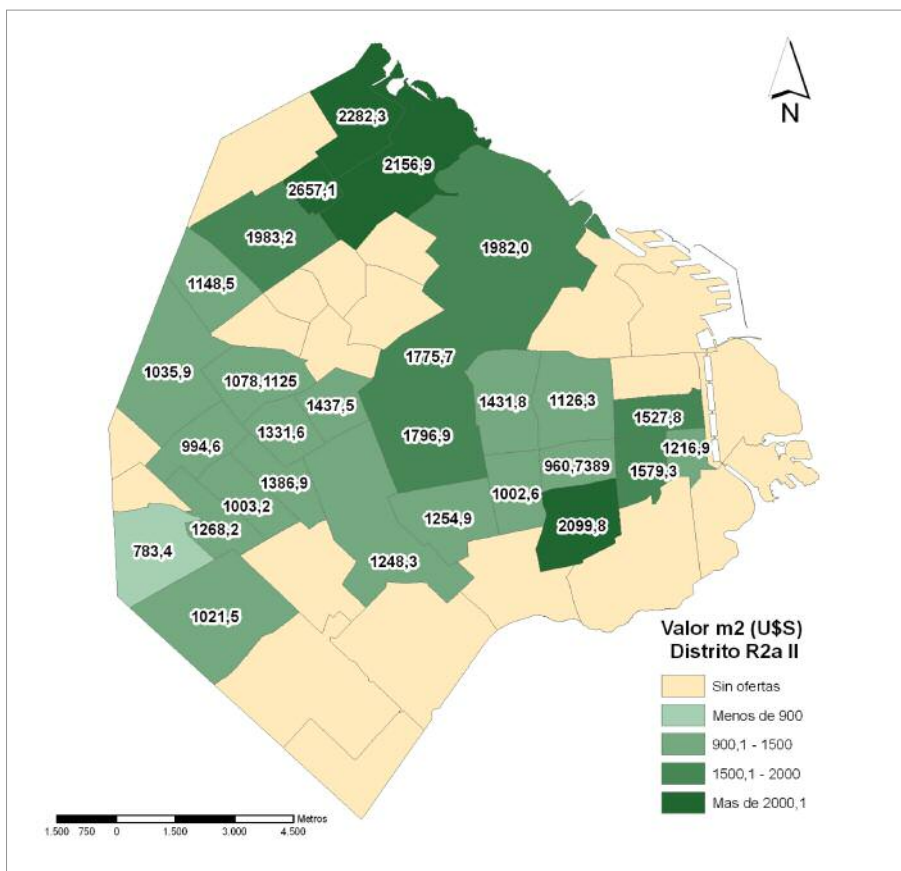 N
2282,3
2156,9
2657,1
1983,2
1982,0
1148,5
1775,7
1035,9
1078,1125
1437,5
1431,8
1126,3
1527,8
1796,9
1331,6
994,6
1216,9
960,7389
1579,3
1386,9
1002,6
1003,2
1254,9
2099,8
1268,2
783,4
1248,3
1021,5
Valor m2 (U$S)
Distrito R2a II
Sin ofertas
Menos de 900
900,1 - 1500
1500,1 - 2000
Mas de 2000,1
Metros
1.500 750 0 1.500 3.000 4.500